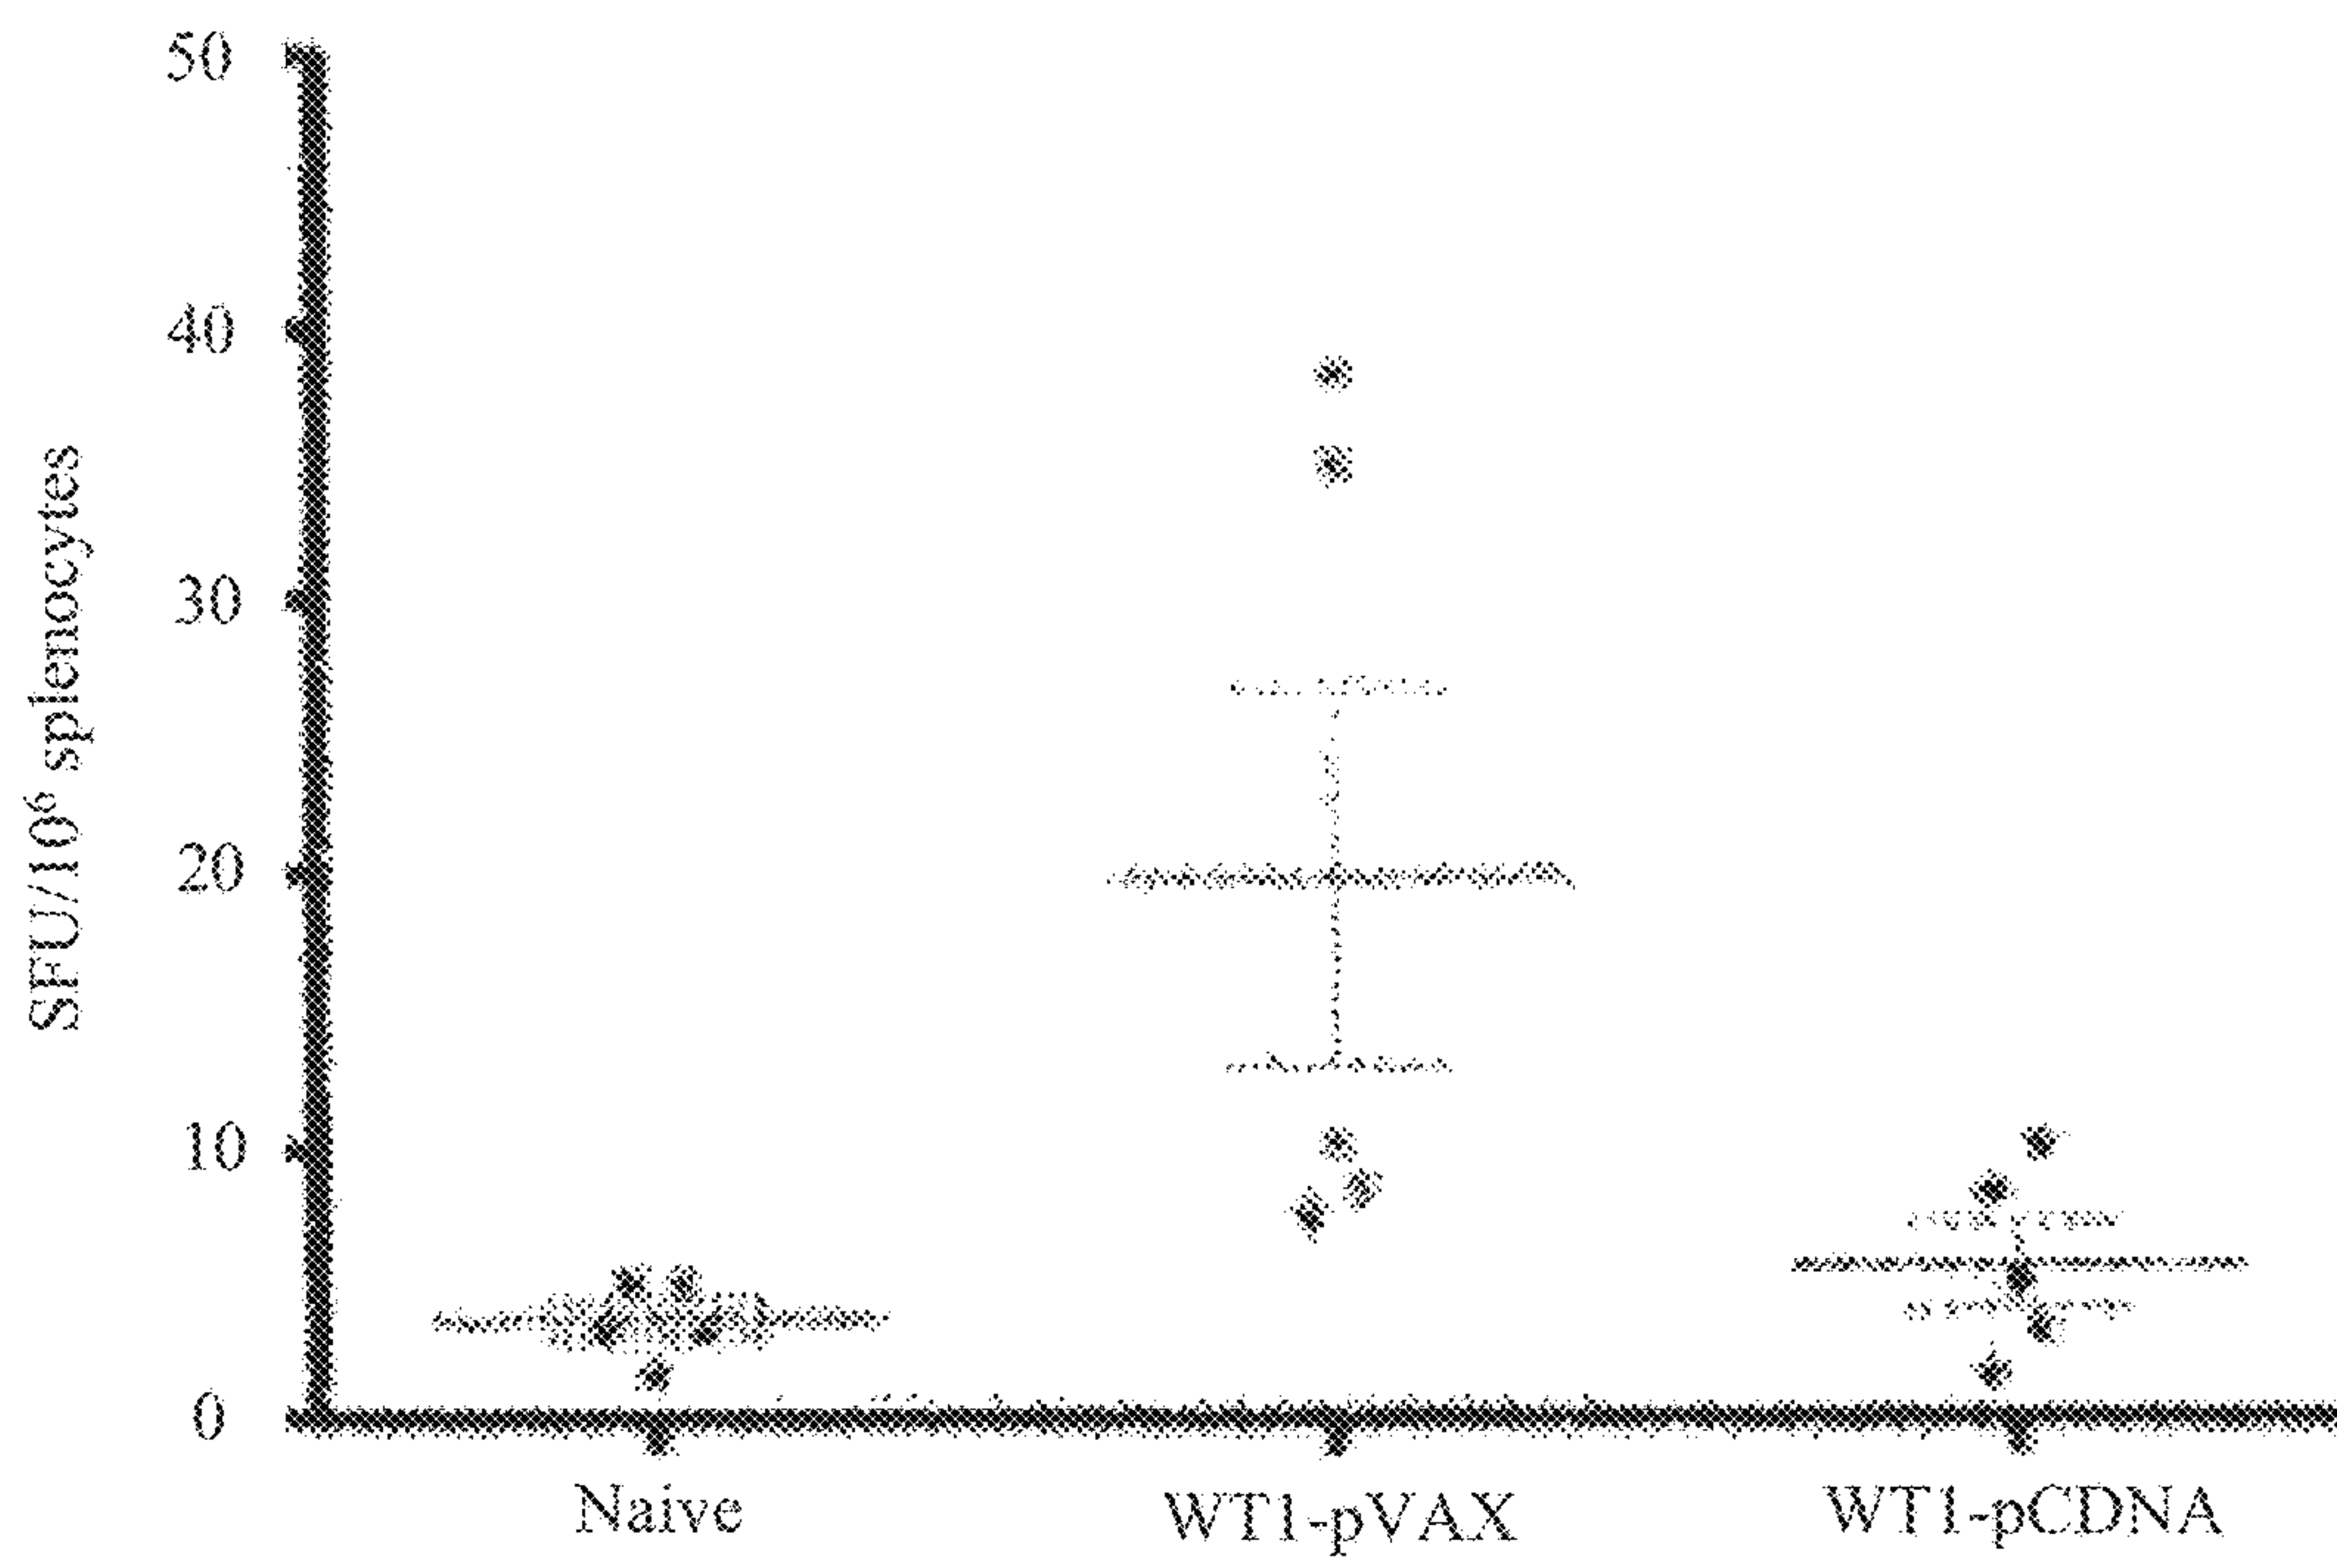 50
40
30
20
10
0
SFU/10⁶ splenocytes
Naive
WT1-pVAX
WT1-pCDNA